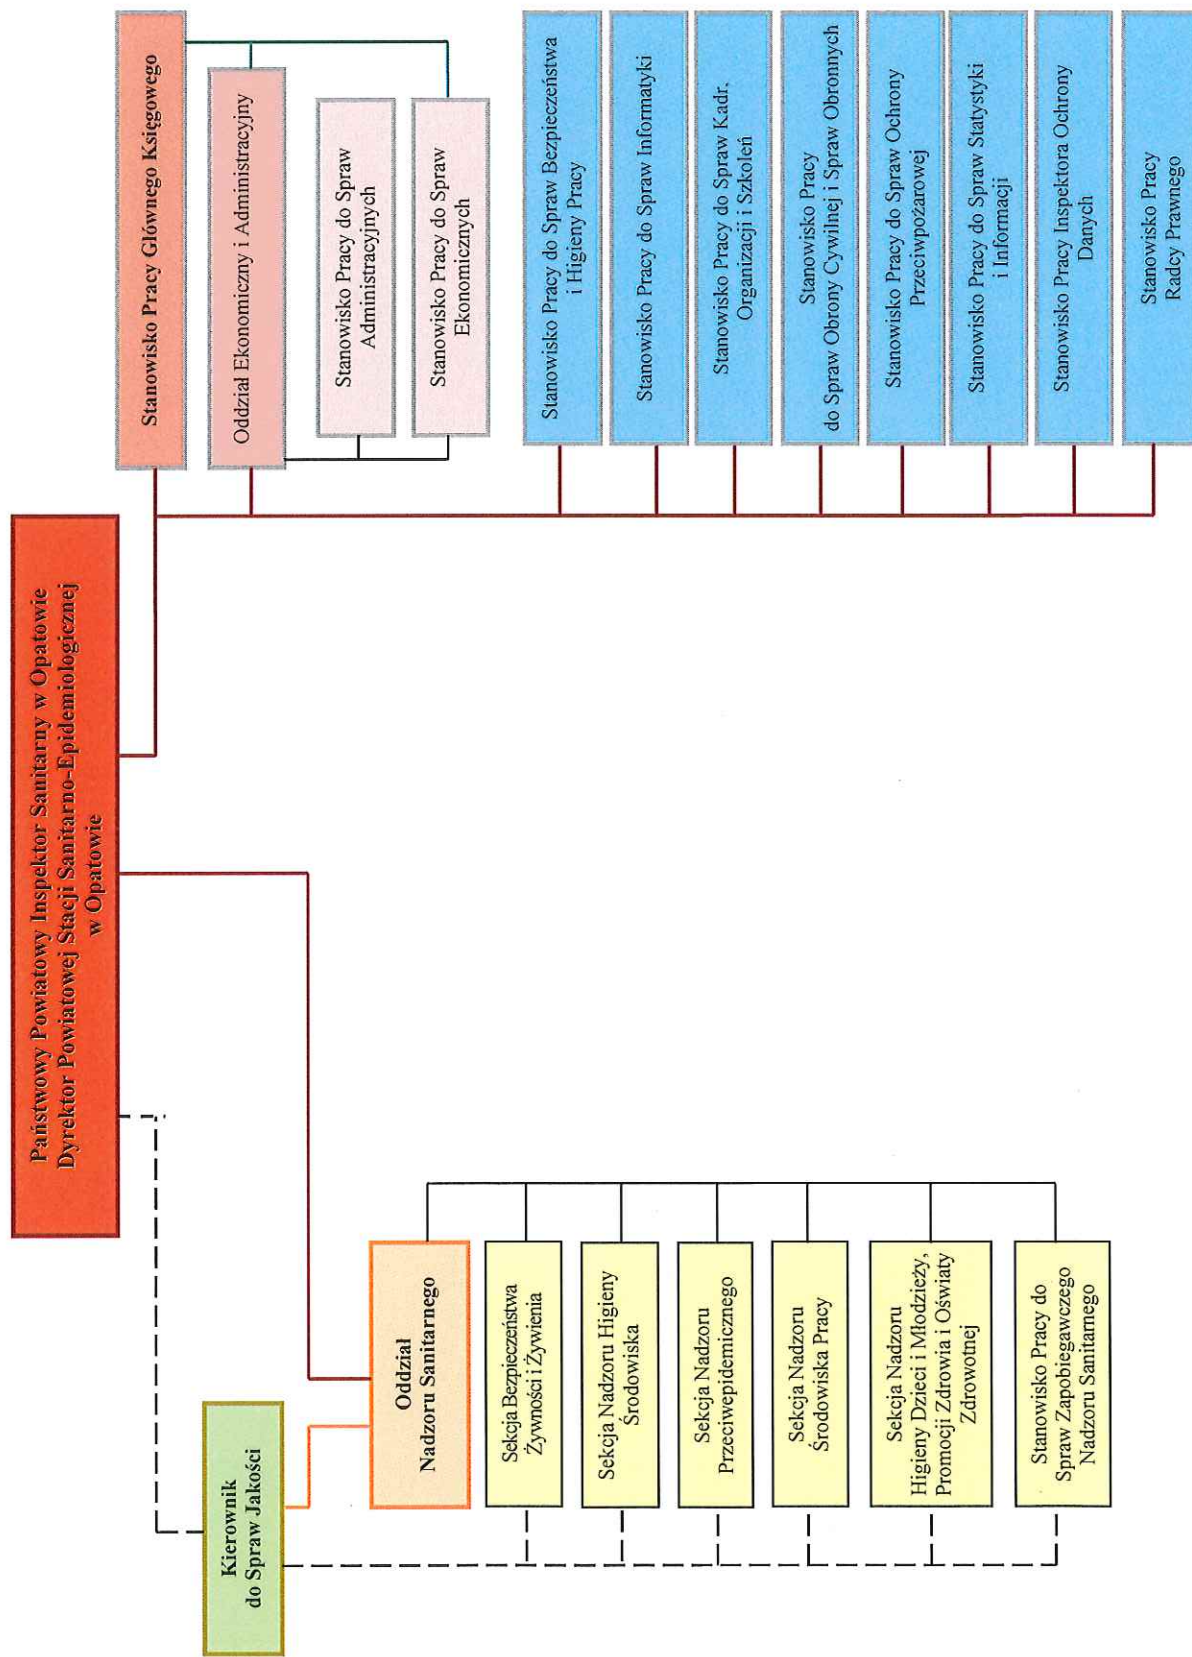 Państwowy Powiatowy Inspektor Sanitarny w Opatowie
Dyrektor Powiatowej Stacji Sanitarno-Epidemiologicznej
w Opatowie
Kierownik
do Spraw Jakości
Oddział
Nadzoru Sanitarnego
Sekcja Bezpieczeństwa
Żywności i Żywienia
Sekcja Nadzoru Higieny
Środowiska
Sekcja Nadzoru
Przeciwepidemicznego
Sekcja Nadzoru
Środowiska Pracy
Sekcja Nadzoru
Higieny Dzieci i Młodzieży,
Promocji Zdrowia i Oświaty
Zdrowotnej
Stanowisko Pracy do
Spraw Zapobiegawczego
Nadzoru Sanitarnego
Stanowisko Pracy Głównego Księgowego
Oddział Ekonomiczny i Administracyjny
Stanowisko Pracy do Spraw
Administracyjnych
Stanowisko Pracy do Spraw
Ekonomicznych
Stanowisko Pracy do Spraw Bezpieczeństwa
i Higieny Pracy
Stanowisko Pracy do Spraw Informatyki
Stanowisko Pracy do Spraw Kadr,
Organizacji i Szkoleń
Stanowisko Pracy
do Spraw Obrony Cywilnej i Spraw Obronnych
Stanowisko Pracy do Spraw Ochrony
Przeciwpożarowej
Stanowisko Pracy do Spraw Statystyki
i Informacji
Stanowisko Pracy Inspektora Ochrony
Danych
Stanowisko Pracy
Radcy Prawnego